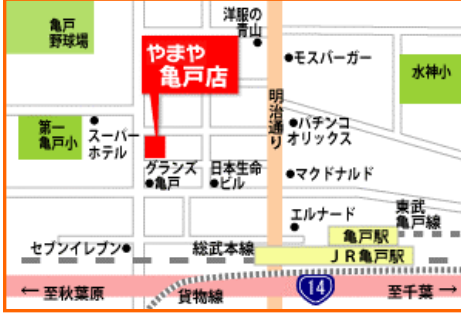 亀戸
野球場
洋服の
青山
やまや
亀戸店
モスバーガー
水神小
明治通り
第一
亀戸小
スーパー
ホテル
パチンコ
オリックス
グランズ
亀戸
日本生命
ビル
マクドナルド
エルナード
東武
亀戸線
亀戸駅
セブンイレブン
総武本線
JR亀戸駅
← 至秋葉原
貨物線
14
至千葉 →